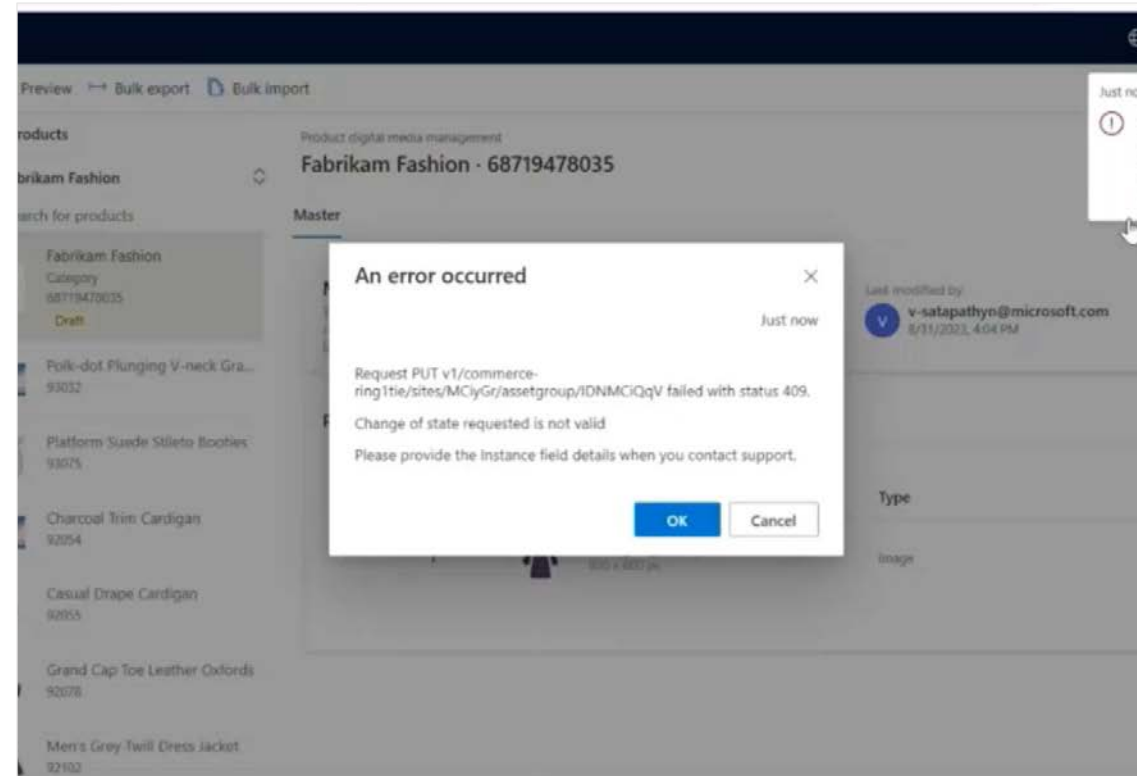 Preview Bulk export Bulk import
Just no
roducts
brikam Fashion
arch for products
Fabrikam Fashion
Category
68719478035
Draft
Polk-dot Plunging V-neck Gra...
93032
Platform Suede Stileto Booties
93075
Charcoal Trim Cardigan
92054
Casual Drape Cardigan
92055
Grand Cap Toe Leather Oxfords
92078
Men's Grey Twill Dress Jacket
92102
Product digital media management
Fabrikam Fashion · 68719478035
Master
Last modified by
V v-satapathyn@microsoft.com
8/31/2023, 4:04 PM
An error occurred
Just now
Request PUT v1/commerce-
ring1tie/sites/MCiyGr/assetgroup/IDNMCiQqV failed with status 409.
Change of state requested is not valid
Please provide the Instance field details when you contact support.
OK Cancel
Type
800 x 800 px
Image